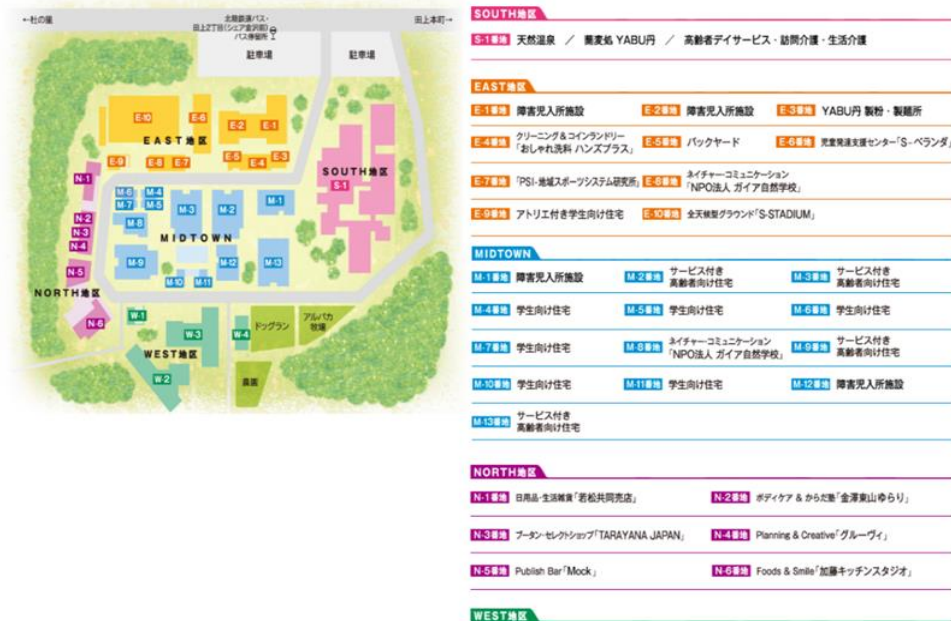 ←杜の里
北陸鉄道バス・
田上2丁目(シェア金沢前)
バス停留所
田上本町→
駐車場
駐車場
E-10
E-6
E-2
E-1
EAST地区
E-9
E-8
E-7
E-5
E-4
E-3
SOUTH地区
S-1
N-1
M-6
M-4
M-7
M-5
M-3
M-2
M-1
M-8
N-2
N-3
N-4
MIDTOWN
M-9
M-12
M-13
M-10
M-11
N-5
NORTH地区
N-6
W-1
W-3
W-4
ドッグラン
アルパカ
牧場
WEST地区
W-2
農園
SOUTH地区
S-1番地 天然温泉 / 蕎麦処 YABU円 / 高齢者デイサービス・訪問介護・生活介護
EAST地区
E-1番地 障害児入所施設 E-2番地 障害児入所施設 E-3番地 YABU円 製粉・製麺所
E-4番地 クリーニング&コインランドリー
「おしゃれ洗科 ハンズプラス」 E-5番地 バックヤード E-6番地 児童発達支援センター「S-ベランダ」
E-7番地 「PSI-地域スポーツシステム研究所」 E-8番地 ネイチャー・コミュニケーション
「NPO法人 ガイア自然学校」
E-9番地 アトリエ付き学生向け住宅 E-10番地 全天候型グラウンド「S-STADIUM」
MIDTOWN
M-1番地 障害児入所施設 M-2番地 サービス付き
高齢者向け住宅 M-3番地 サービス付き
高齢者向け住宅
M-4番地 学生向け住宅 M-5番地 学生向け住宅 M-6番地 学生向け住宅
M-7番地 学生向け住宅 M-8番地 ネイチャー・コミュニケーション
「NPO法人 ガイア自然学校」 M-9番地 サービス付き
高齢者向け住宅
M-10番地 学生向け住宅 M-11番地 学生向け住宅 M-12番地 障害児入所施設
M-13番地 サービス付き
高齢者向け住宅
NORTH地区
N-1番地 日用品・生活雑貨「若松共同売店」 N-2番地 ボディケア & からだ塾「金澤東山ゆらり」
N-3番地 ブータン・セレクトショップ「TARAYANA JAPAN」 N-4番地 Planning & Creative「グルーヴィ」
N-5番地 Publish Bar「Mock」 N-6番地 Foods & Smile「加藤キッチンスタジオ」
WEST地区